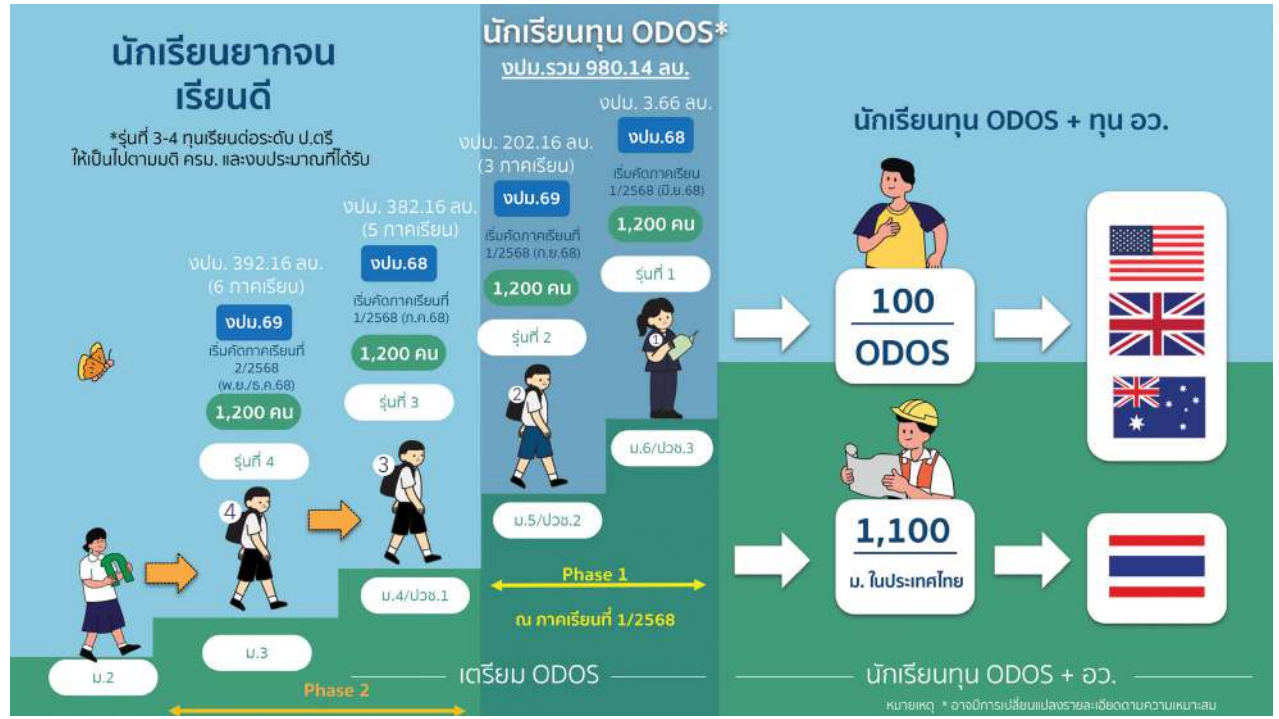 นักเรียนยากจน
เรียนดี
*รุ่นที่ 3-4 ทุนเรียนต่อระดับ ป.ตรี
ให้เป็นไปตามมติ ครม. และงบประมาณที่ได้รับ
นักเรียนทุน ODOS*
งปม.รวม 980.14 ลบ.
งปม. 3.66 ลบ.
งปม.68
เริ่มคัดภาคเรียน
1/2568 (มิ.ย.68)
1,200 คน
รุ่นที่ 1
1
ม.6/ปวช.3
งปม. 202.16 ลบ.
(3 ภาคเรียน)
งปม.69
เริ่มคัดภาคเรียนที่
1/2568 (ก.ย.68)
1,200 คน
รุ่นที่ 2
2
ม.5/ปวช.2
งปม. 382.16 ลบ.
(5 ภาคเรียน)
งปม.68
เริ่มคัดภาคเรียนที่
1/2568 (ก.ค.68)
1,200 คน
รุ่นที่ 3
3
ม.4/ปวช.1
งปม. 392.16 ลบ.
(6 ภาคเรียน)
งปม.69
เริ่มคัดภาคเรียนที่
2/2568
(พ.ย./ธ.ค.68)
1,200 คน
รุ่นที่ 4
4
ม.3
ม.2
Phase 1
ณ ภาคเรียนที่ 1/2568
เตรียม ODOS
Phase 2
นักเรียนทุน ODOS + ทุน อว.
100
ODOS
1,100
ม. ในประเทศไทย
นักเรียนทุน ODOS + อว.
หมายเหตุ * อาจมีการเปลี่ยนแปลงรายละเอียดตามความเหมาะสม